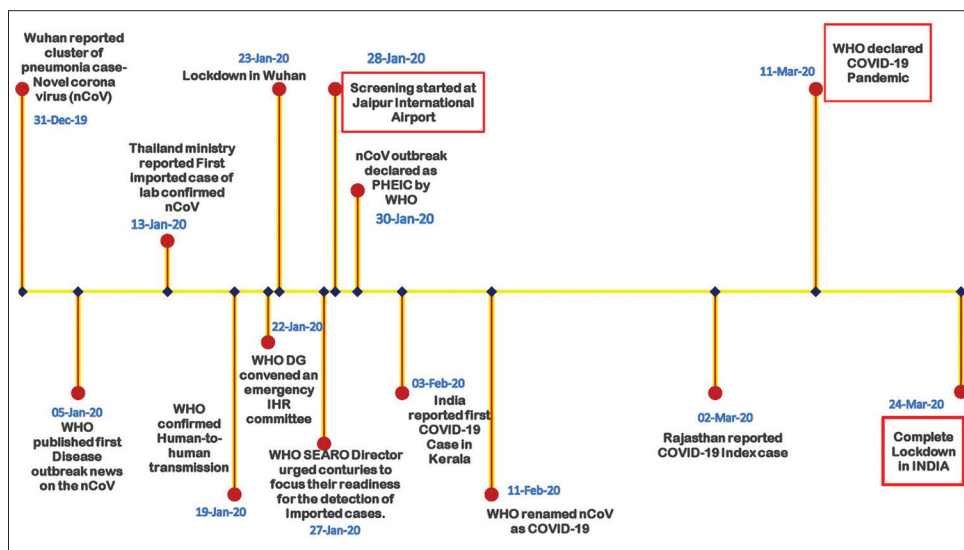 Wuhan reported
cluster of
pneumonia case-
Novel corona
virus (nCoV)
31-Dec-19
05-Jan-20
WHO
published first
Disease
outbreak news
on the nCoV
Thailand ministry
reported First
imported case of
lab confirmed
nCoV
13-Jan-20
WHO
confirmed
Human-to-
human
transmission
19-Jan-20
22-Jan-20
WHO DG
convened an
emergency
IHR
committee
23-Jan-20
Lockdown in Wuhan
WHO SEARO Director
urged conturies to
focus their readiness
for the detection of
Imported cases.
27-Jan-20
28-Jan-20
Screening started at
Jaipur International
Airport
nCoV outbreak
declared as
PHEIC by
WHO
30-Jan-20
03-Feb-20
India
reported first
COVID-19
Case in
Kerala
11-Feb-20
WHO renamed nCoV
as COVID-19
02-Mar-20
Rajasthan reported
COVID-19 Index case
11-Mar-20
WHO declared
COVID-19
Pandemic
24-Mar-20
Complete
Lockdown
in INDIA